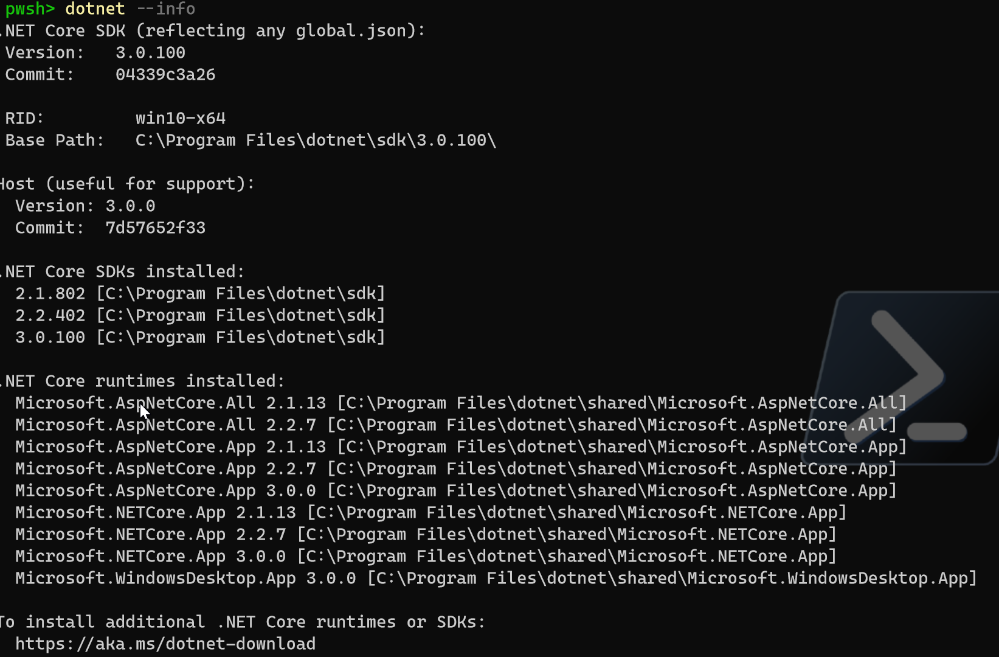 pwsh> dotnet --info
.NET Core SDK (reflecting any global.json):
 Version:   3.0.100
 Commit:    04339c3a26

 RID:         win10-x64
 Base Path:   C:\Program Files\dotnet\sdk\3.0.100\

Host (useful for support):
  Version: 3.0.0
  Commit:  7d57652f33

.NET Core SDKs installed:
  2.1.802 [C:\Program Files\dotnet\sdk]
  2.2.402 [C:\Program Files\dotnet\sdk]
  3.0.100 [C:\Program Files\dotnet\sdk]

.NET Core runtimes installed:
  Microsoft.AspNetCore.All 2.1.13 [C:\Program Files\dotnet\shared\Microsoft.AspNetCore.All]
  Microsoft.AspNetCore.All 2.2.7 [C:\Program Files\dotnet\shared\Microsoft.AspNetCore.All]
  Microsoft.AspNetCore.App 2.1.13 [C:\Program Files\dotnet\shared\Microsoft.AspNetCore.App]
  Microsoft.AspNetCore.App 2.2.7 [C:\Program Files\dotnet\shared\Microsoft.AspNetCore.App]
  Microsoft.AspNetCore.App 3.0.0 [C:\Program Files\dotnet\shared\Microsoft.AspNetCore.App]
  Microsoft.NETCore.App 2.1.13 [C:\Program Files\dotnet\shared\Microsoft.NETCore.App]
  Microsoft.NETCore.App 2.2.7 [C:\Program Files\dotnet\shared\Microsoft.NETCore.App]
  Microsoft.NETCore.App 3.0.0 [C:\Program Files\dotnet\shared\Microsoft.NETCore.App]
  Microsoft.WindowsDesktop.App 3.0.0 [C:\Program Files\dotnet\shared\Microsoft.WindowsDesktop.App]

To install additional .NET Core runtimes or SDKs:
  https://aka.ms/dotnet-download